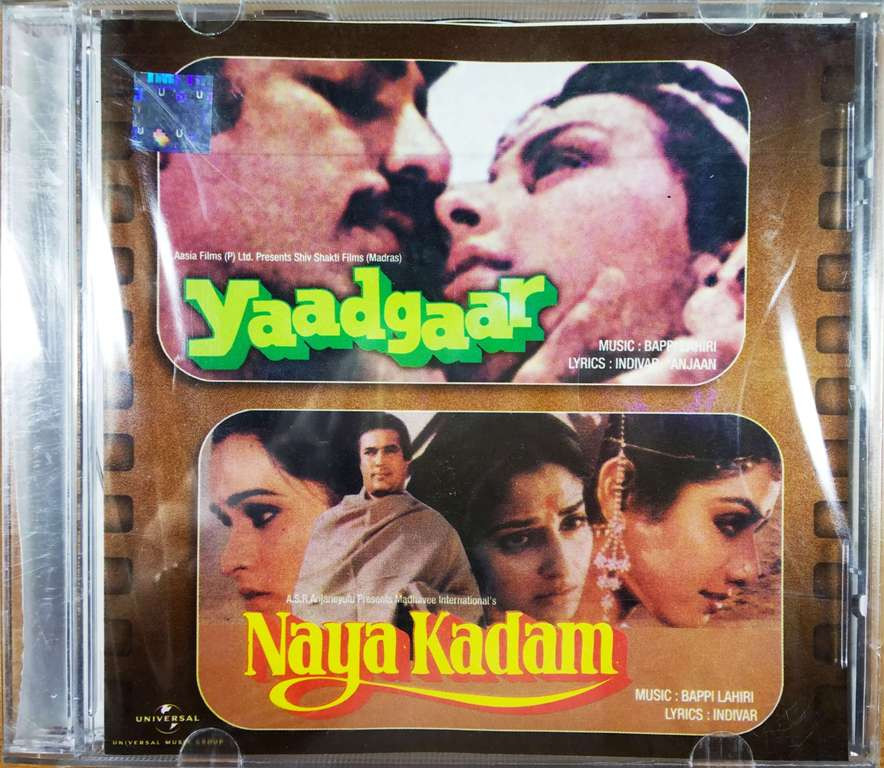 Aasia Films (P) Ltd. Presents Shiv Shakti Films (Madras)
Yaadgaar
MUSIC : BAPPI LAHIRI
LYRICS : INDIVAR ANJAAN
A.S.R.Anjaneyulu Presents Madhavee International's
Naya Kadam
MUSIC : BAPPI LAHIRI
LYRICS : INDIVAR
UNIVERSAL
UNIVERSAL MUSIC GROUP